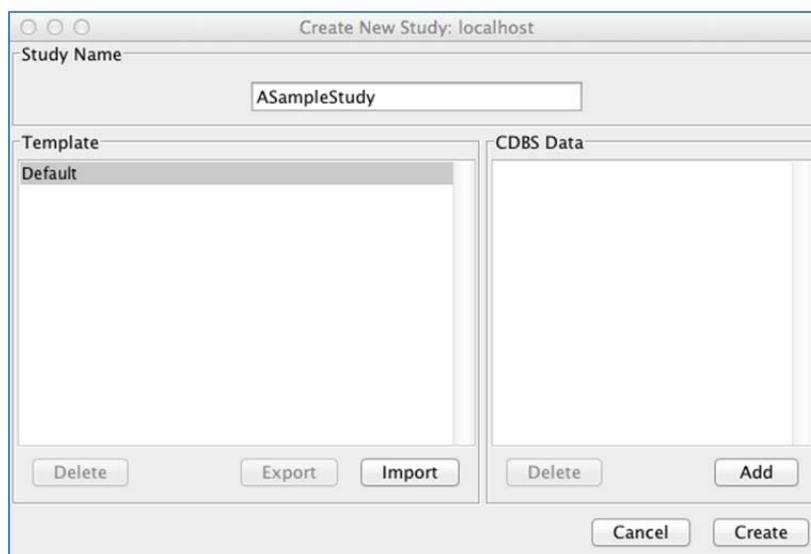 Create New Study: localhost
Study Name
ASampleStudy
Template
Default
Delete
Export
Import
CDBS Data
Delete
Add
Cancel
Create